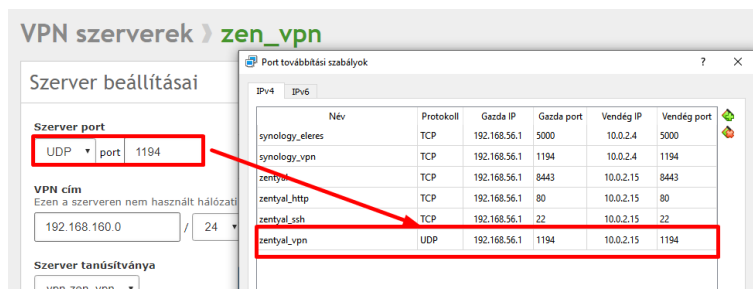 VPN szerverek zen_vpn
Szerver beállításai
Szerver port
UDP port 1194
VPN cím
Ezen a szerveren nem használt hálózati
192.168.160.0 / 24
Szerver tanúsítványa
vpn-zen_vpn
Port továbbítási szabályok ? ×
IPv4 IPv6
Név Protokoll Gazda IP Gazda port Vendég IP Vendég port
synology_eleres TCP 192.168.56.1 5000 10.0.2.4 5000
synology_vpn TCP 192.168.56.1 1194 10.0.2.4 1194
zentyal TCP 192.168.56.1 8443 10.0.2.15 8443
zentyal_http TCP 192.168.56.1 80 10.0.2.15 80
zentyal_ssh TCP 192.168.56.1 22 10.0.2.15 22
zentyal_vpn UDP 192.168.56.1 1194 10.0.2.15 1194